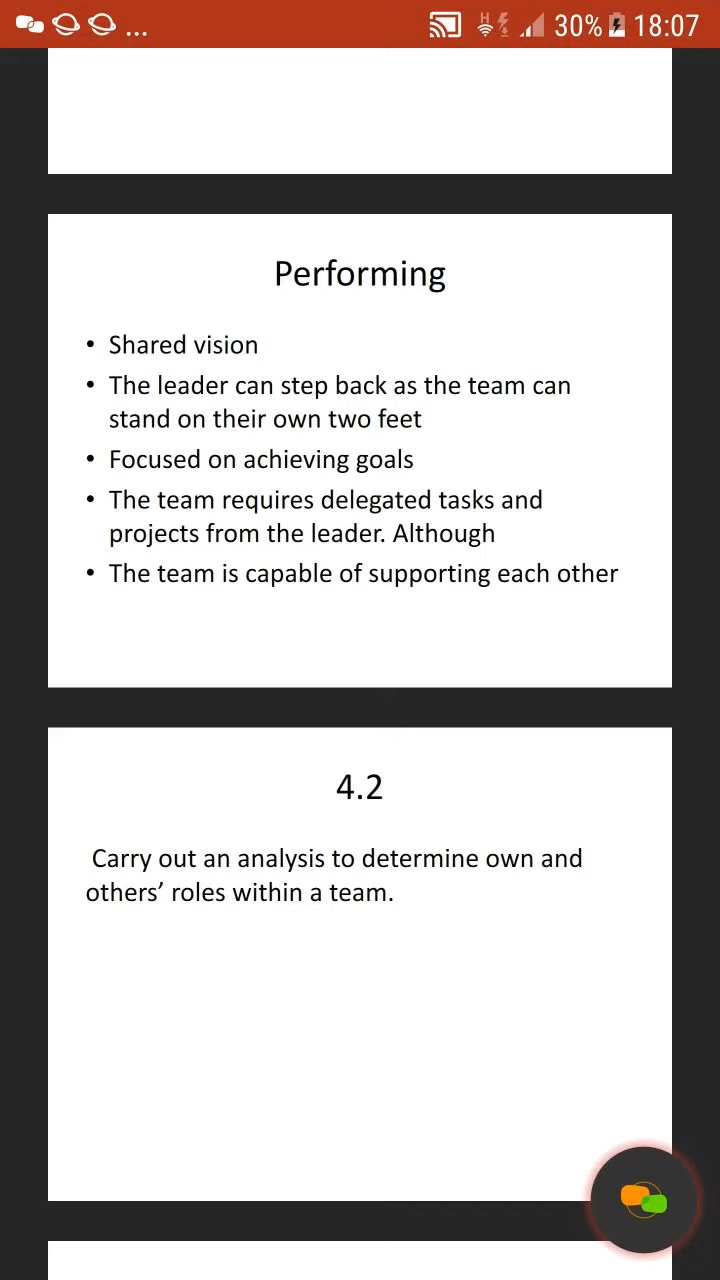 ... 30% 18:07
Performing
• Shared vision
• The leader can step back as the team can
stand on their own two feet
• Focused on achieving goals
• The team requires delegated tasks and
projects from the leader. Although
• The team is capable of supporting each other
4.2
Carry out an analysis to determine own and
others’ roles within a team.